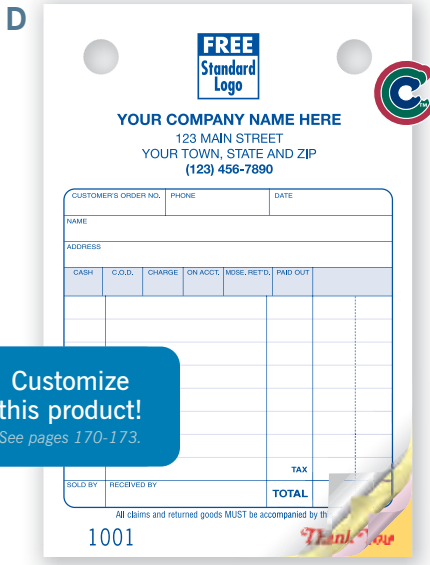 D
FREE
Standard
Logo
C
YOUR COMPANY NAME HERE
123 MAIN STREET
YOUR TOWN, STATE AND ZIP
(123) 456-7890
CUSTOMER'S ORDER NO. PHONE DATE
NAME
ADDRESS
CASH C.O.D. CHARGE ON ACCT. MDSE. RET'D. PAID OUT
Customize
this product!
See pages 170-173.
TAX
SOLD BY RECEIVED BY
TOTAL
All claims and returned goods MUST be accompanied by
1001
Thank You